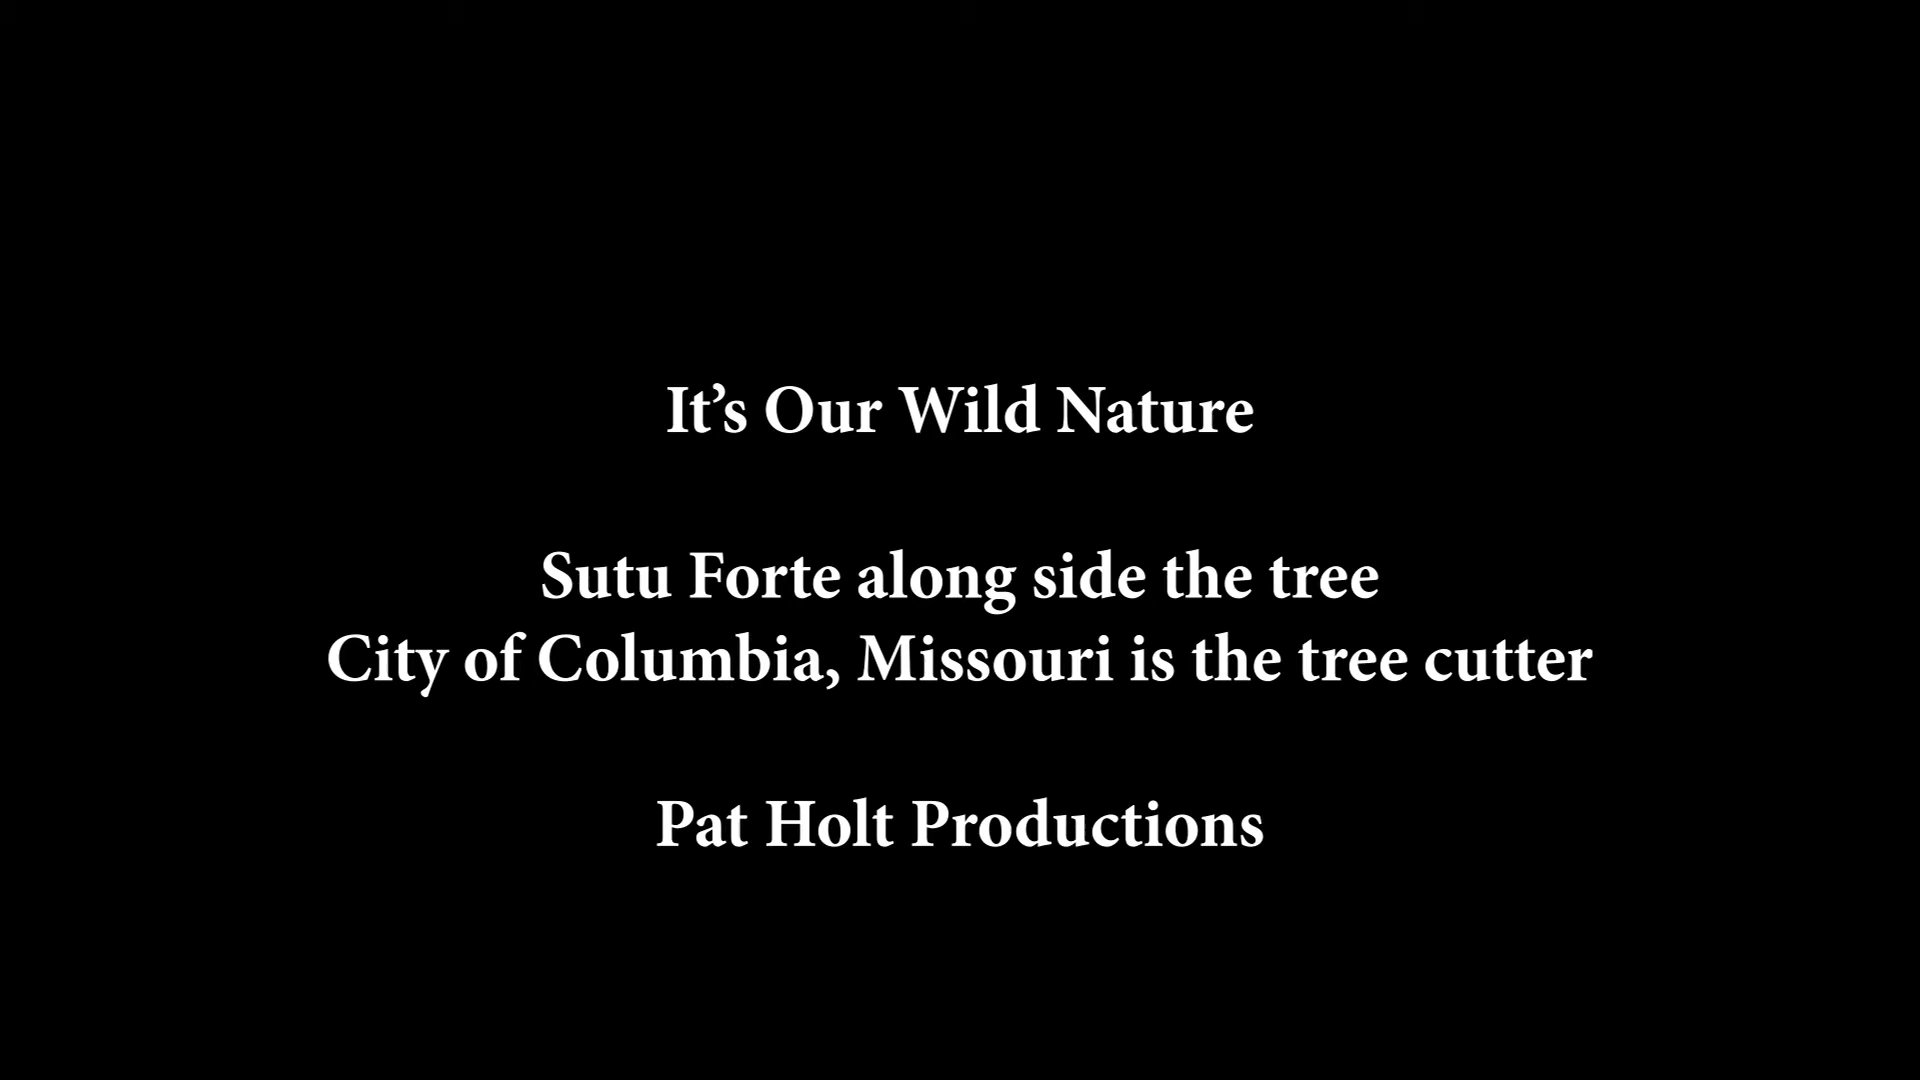 It’s Our Wild Nature
Sutu Forte along side the tree
City of Columbia, Missouri is the tree cutter
Pat Holt Productions